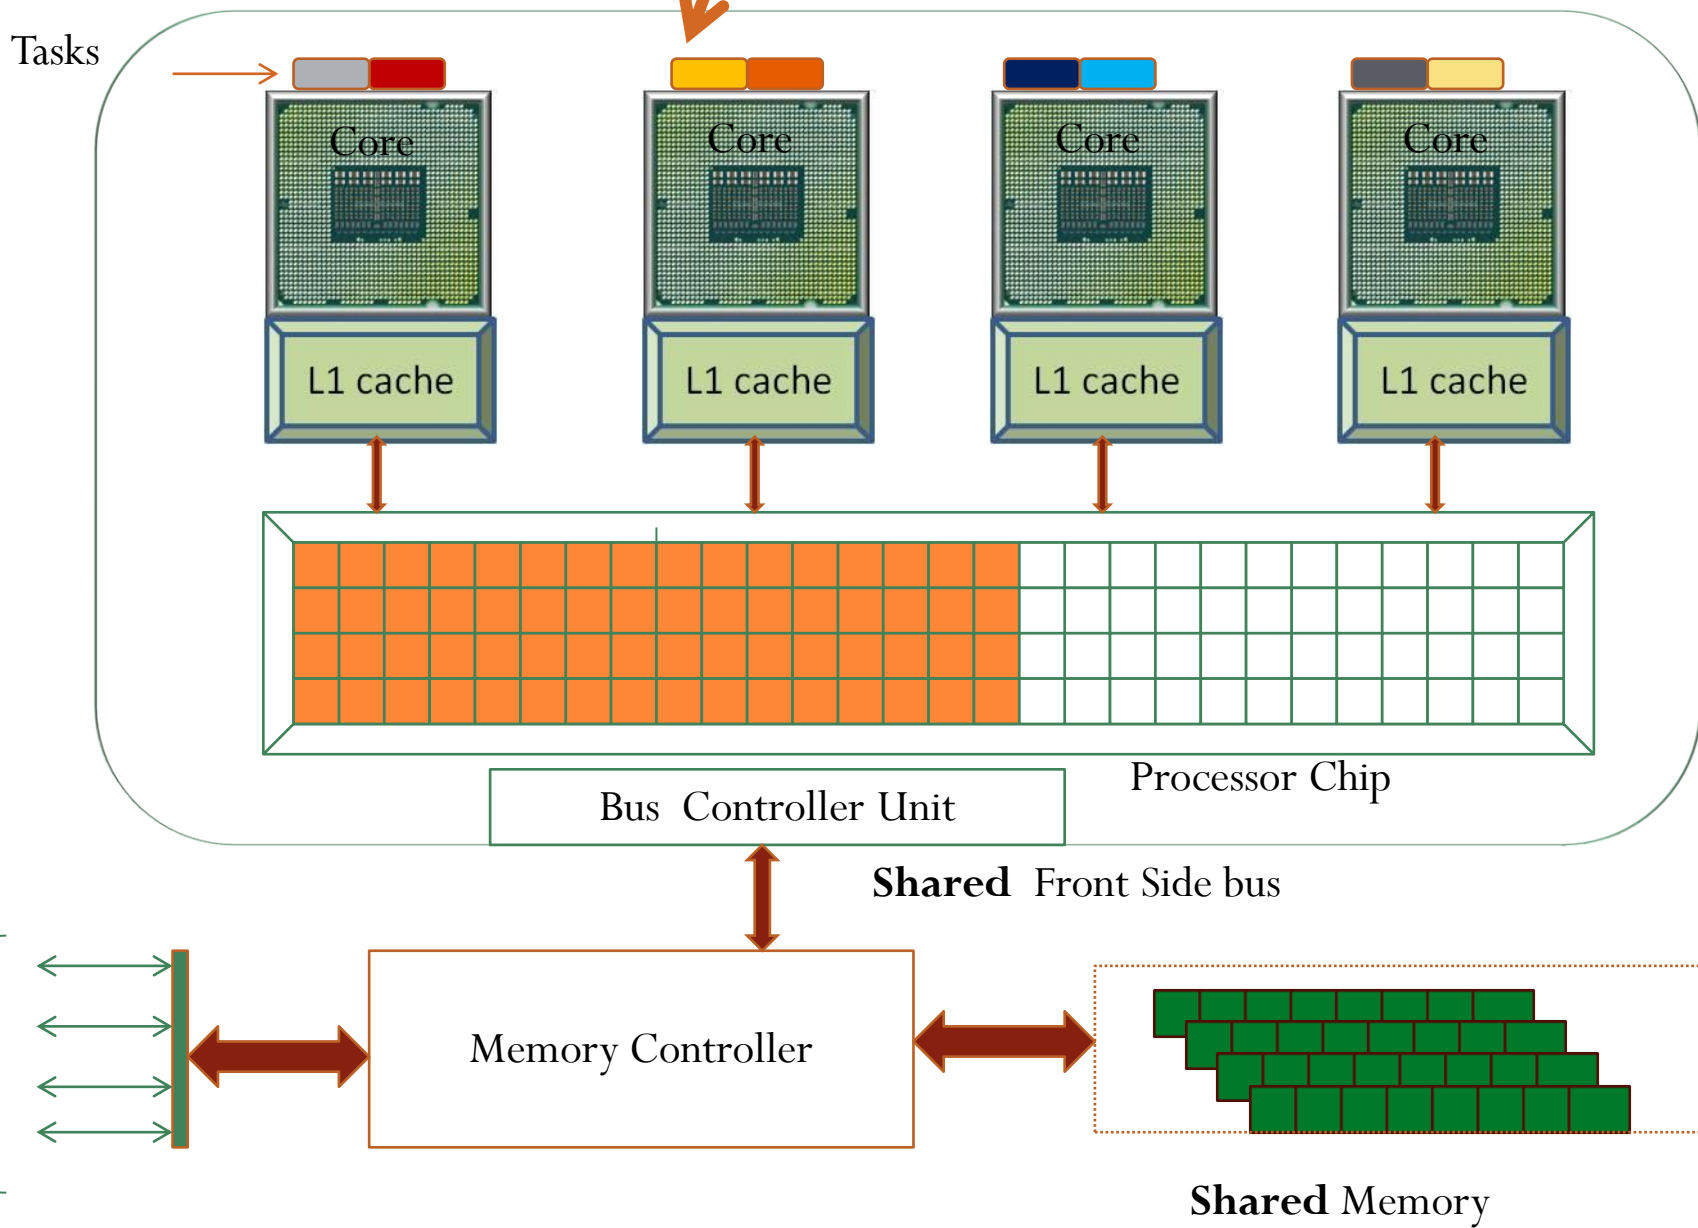 Tasks
Core
Core
Core
Core
L1 cache
L1 cache
L1 cache
L1 cache
Processor Chip
Bus Controller Unit
Shared Front Side bus
Memory Controller
Shared Memory